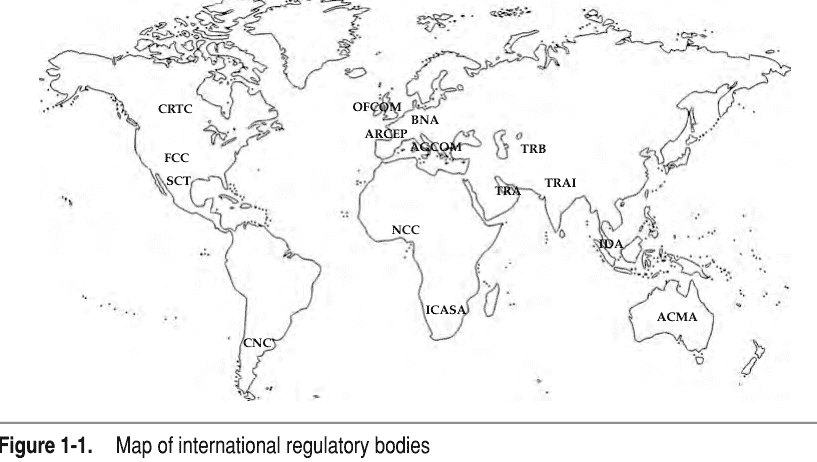 CRTC
OFCOM
BNA
ARCEP
AGCOM
TRB
FCC
SCT
TRAI
TRA
NCC
IDA
ICASA
ACMA
CNC
Figure 1-1. Map of international regulatory bodies